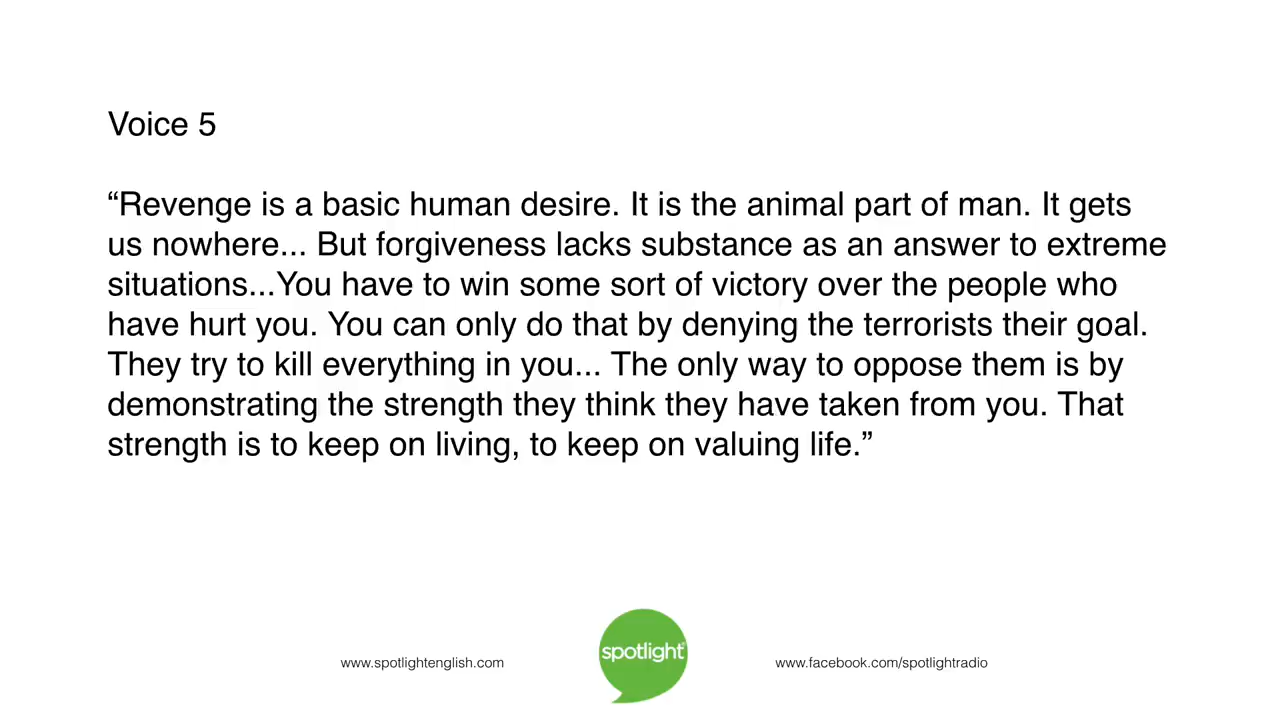 Voice 5
“Revenge is a basic human desire. It is the animal part of man. It gets
us nowhere... But forgiveness lacks substance as an answer to extreme
situations...You have to win some sort of victory over the people who
have hurt you. You can only do that by denying the terrorists their goal.
They try to kill everything in you... The only way to oppose them is by
demonstrating the strength they think they have taken from you. That
strength is to keep on living, to keep on valuing life.”
www.spotlightenglish.com
spotlight®
www.facebook.com/spotlightradio